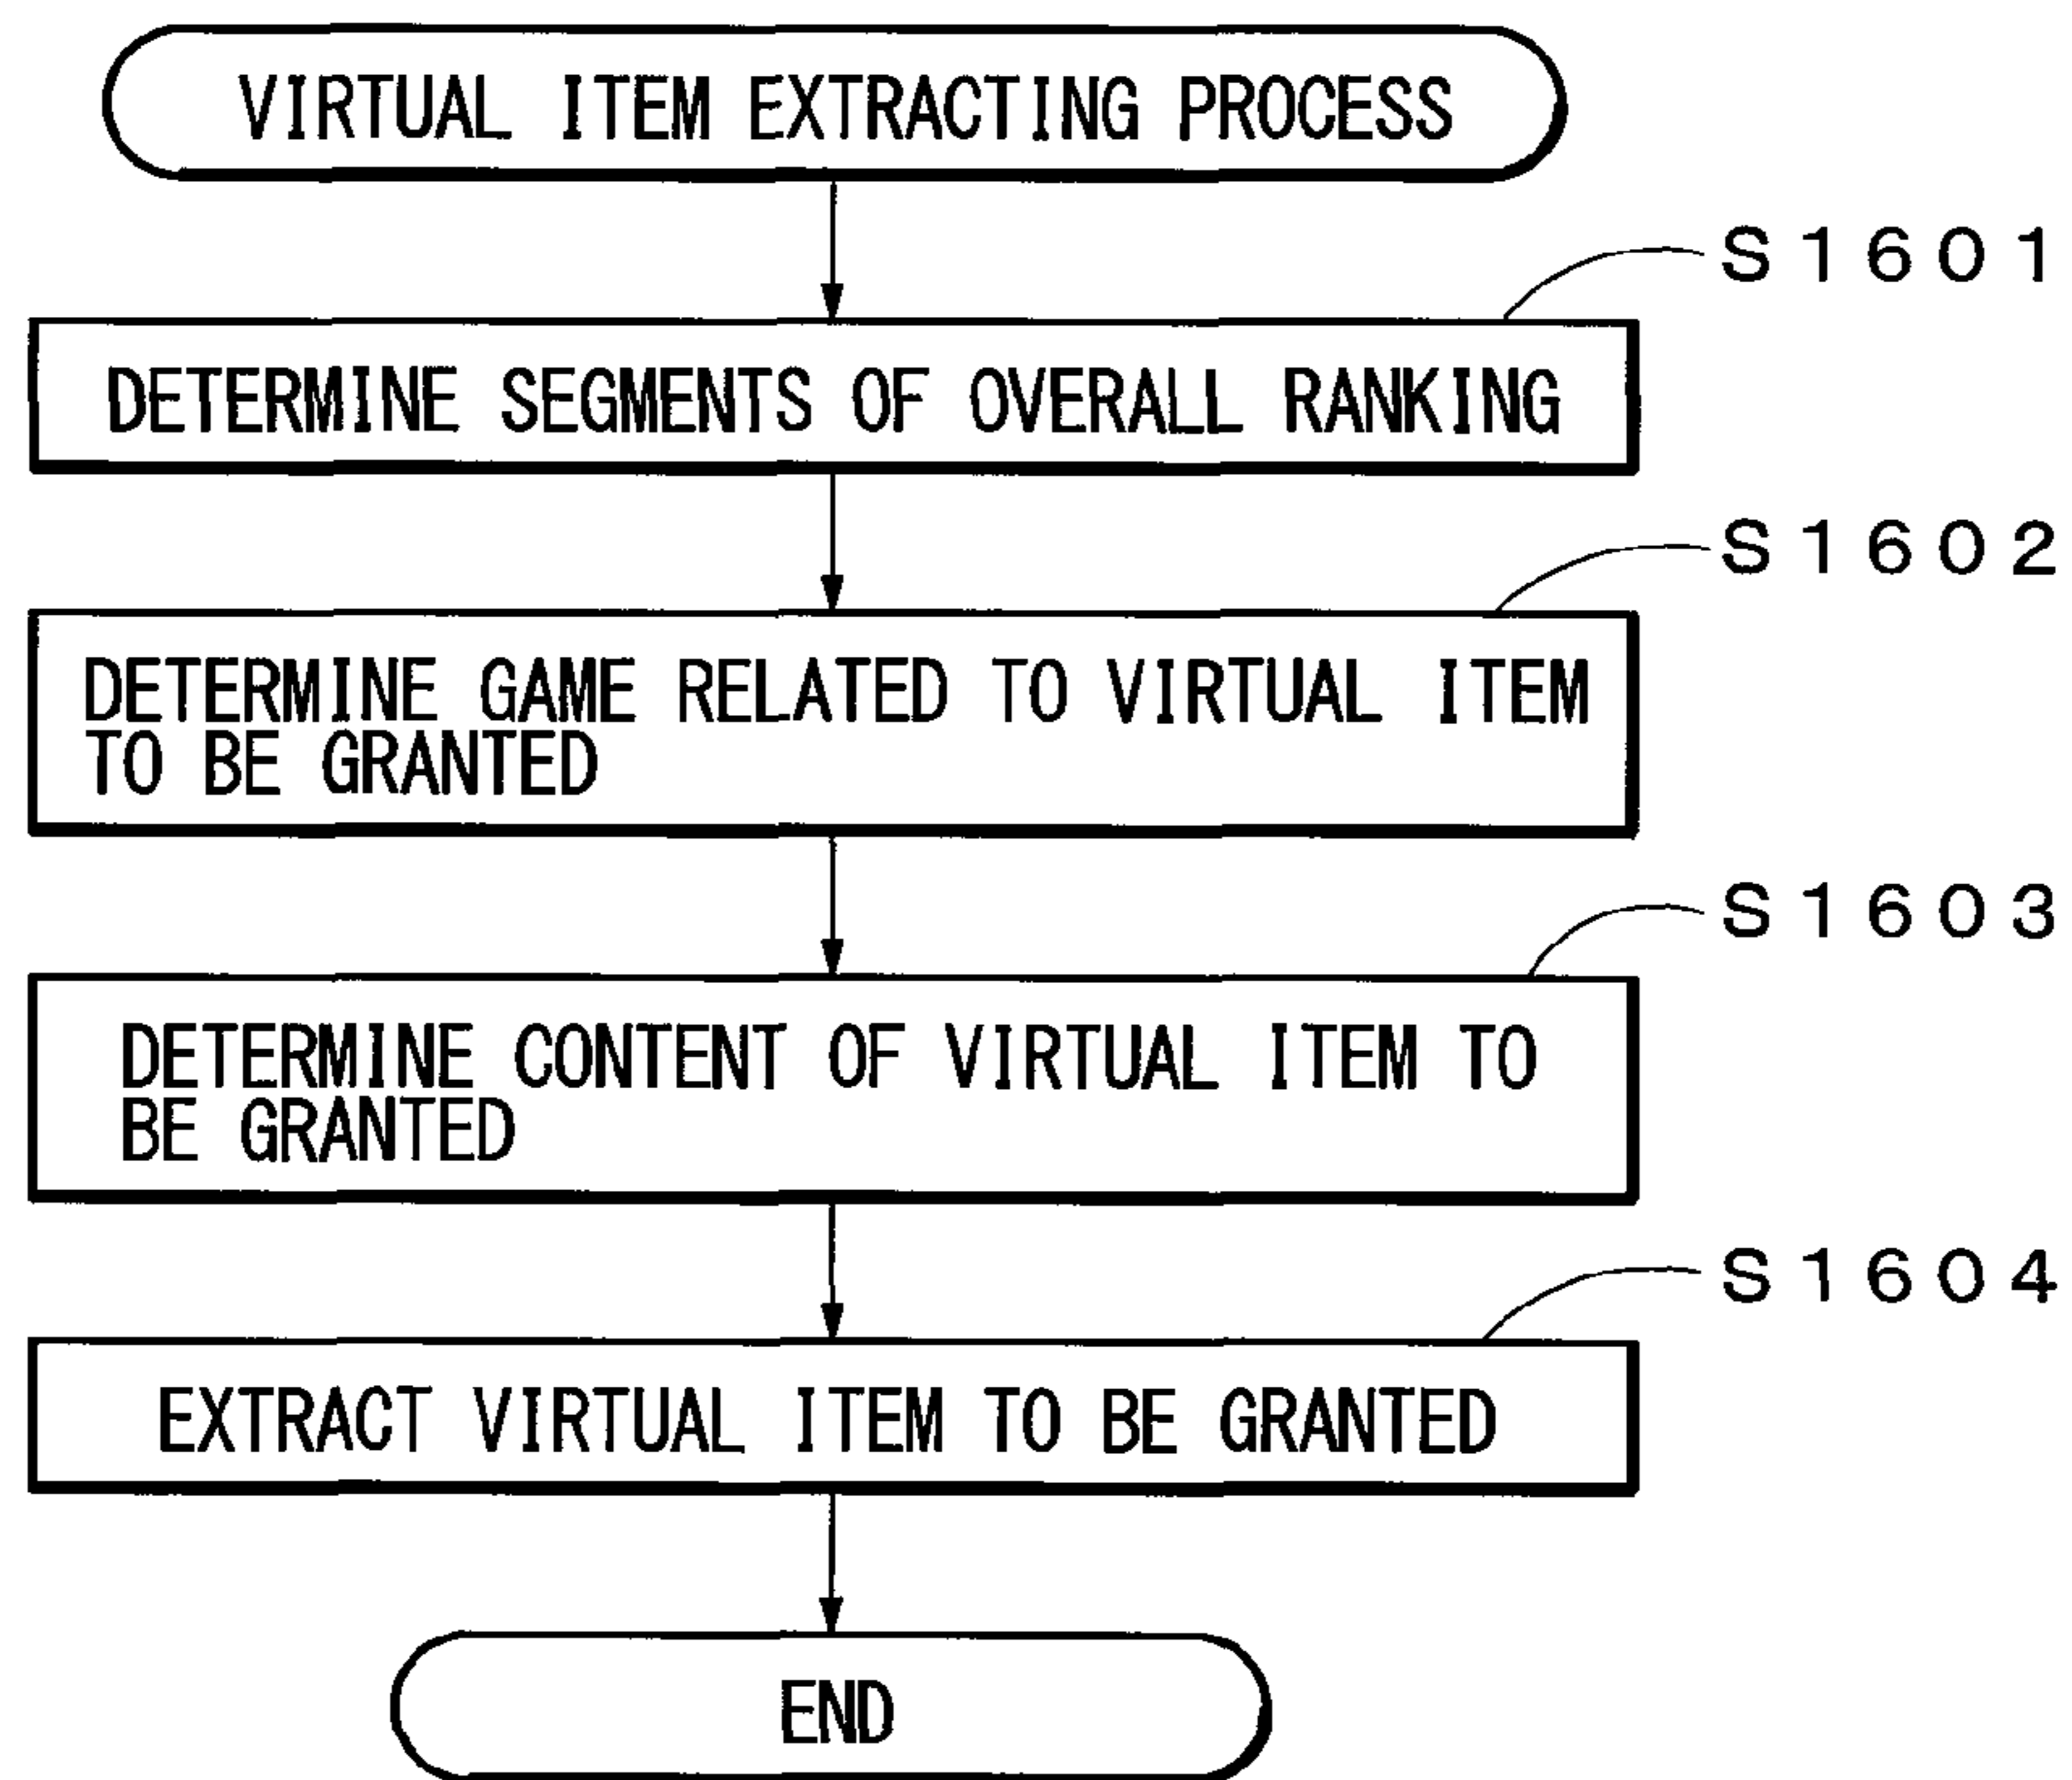 VIRTUAL ITEM EXTRACTING PROCESS
S1601
DETERMINE SEGMENTS OF OVERALL RANKING
S1602
DETERMINE GAME RELATED TO VIRTUAL ITEM
TO BE GRANTED
S1603
DETERMINE CONTENT OF VIRTUAL ITEM TO
BE GRANTED
S1604
EXTRACT VIRTUAL ITEM TO BE GRANTED
END